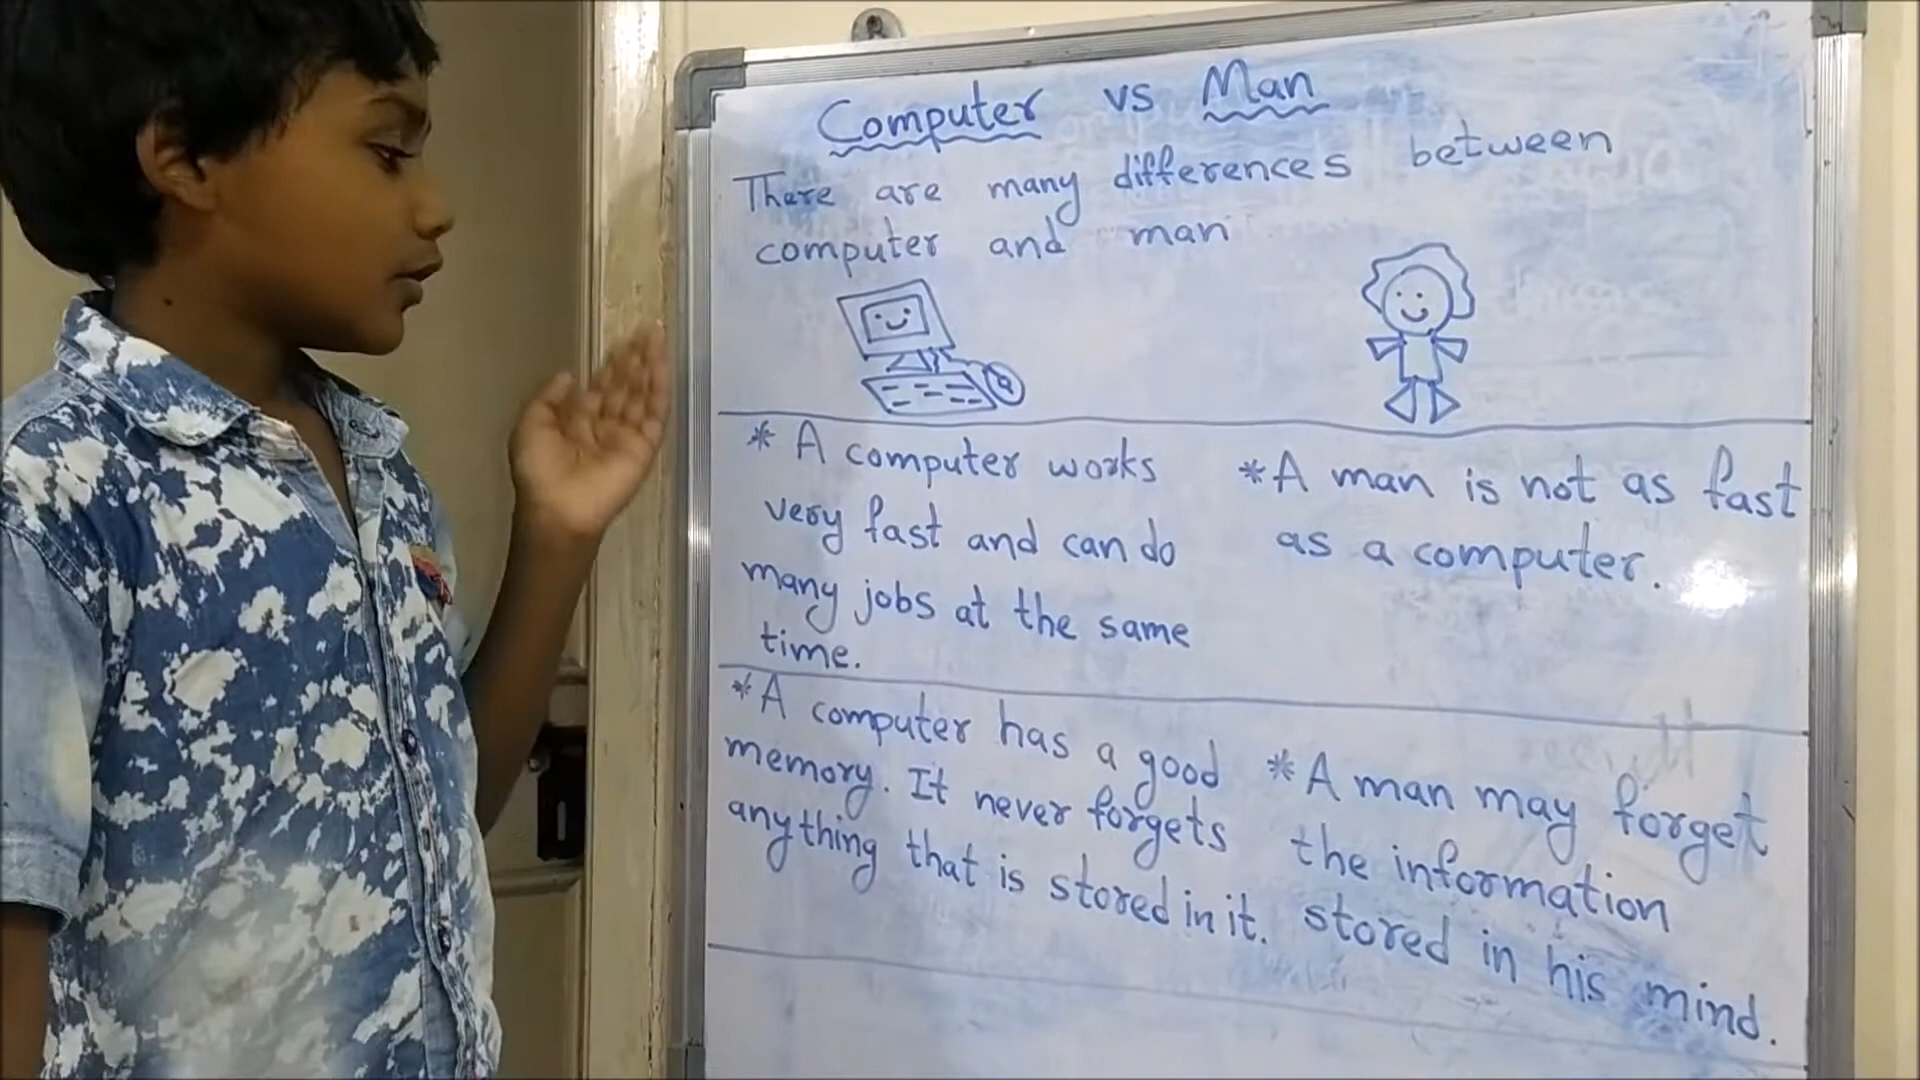 Computer vs Man
There are many differences between
computer and man
* A computer works
very fast and can do
many jobs at the same
time.
* A man is not as fast
as a computer.
* A computer has a good
memory. It never forgets
anything that is stored in it.
* A man may forget
the information
stored in his mind.